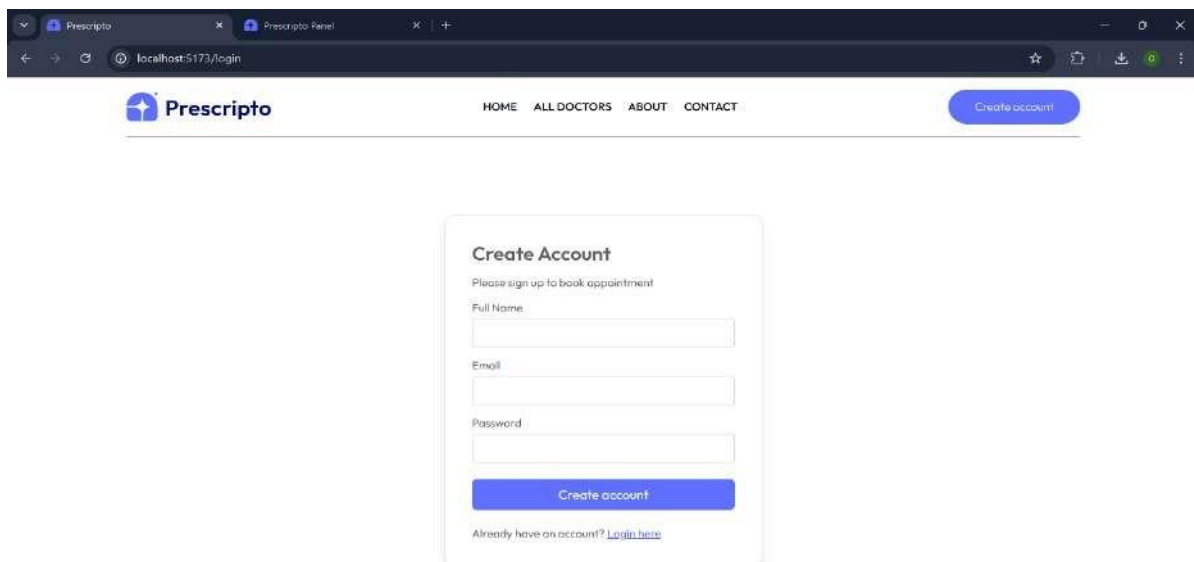 Prescripto
Prescripto Panel
localhost:5173/login
Prescripto
HOME ALL DOCTORS ABOUT CONTACT
Create account
Create Account
Please sign up to book appointment
Full Name
Email
Password
Create account
Already have an account? Login here